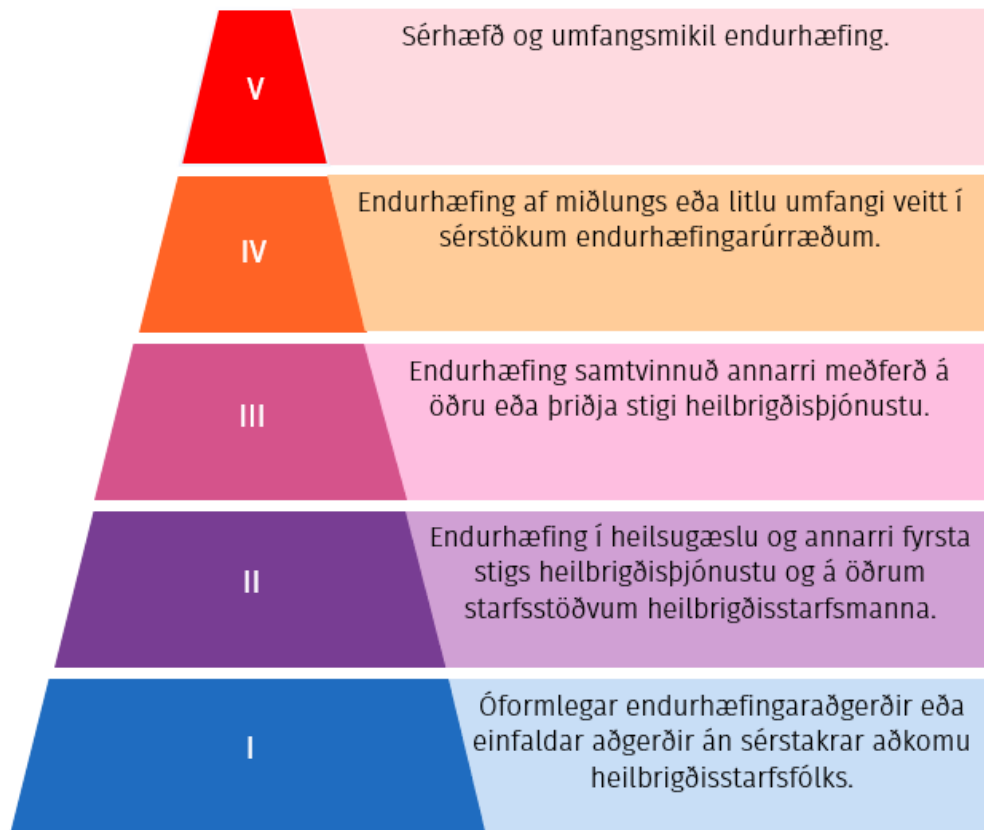 V
Sérhæfð og umfangsmikil endurhæfing.
IV
Endurhæfing af miðlungs eða litlu umfangi veitt í
sérstökum endurhæfingarúrræðum.
III
Endurhæfing samtvinnuð annarri meðferð á
öðru eða þriðja stigi heilbrigðisþjónustu.
II
Endurhæfing í heilsugæslu og annarri fyrsta
stigs heilbrigðisþjónustu og á öðrum
starfsstöðvum heilbrigðisstarfsmanna.
I
Óformlegar endurhæfingaraðgerðir eða
einfaldar aðgerðir án sérstakrar aðkomu
heilbrigðisstarfsfólks.